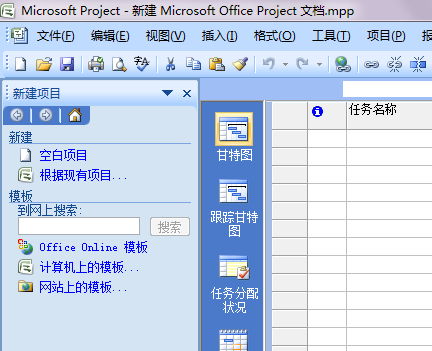 Microsoft Project - 新建 Microsoft Office Project 文档.mpp
文件(F) 编辑(E) 视图(V) 插入(I) 格式(O) 工具(T) 项目(P) 报
新建项目
新建
空白项目
根据现有项目...
模板
到网上搜索:
搜索
Office Online 模板
计算机上的模板...
网站上的模板...
甘特图
跟踪甘特
图
任务分配
状况
任务名称